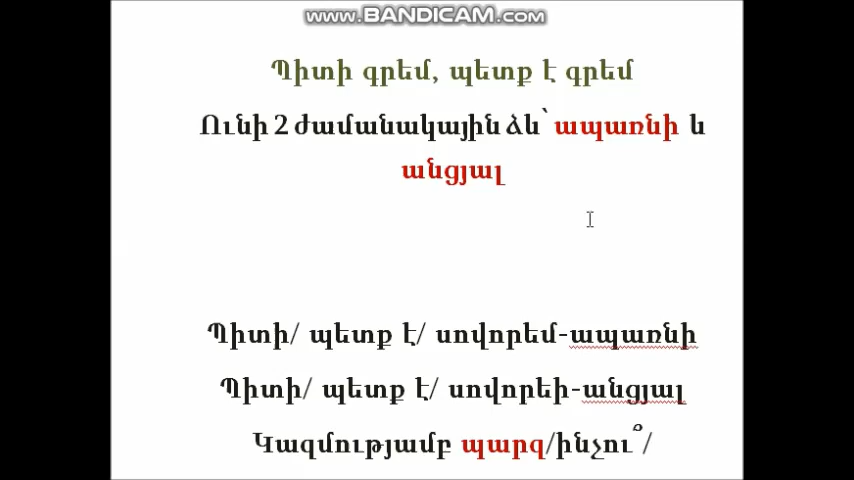 www.BANDICAM.com
Պիտի գրեմ, պետք է գրեմ
Ունի 2 ժամանակային ձև՝ ապառնի և
անցյալ
Պիտի/ պետք է/ սովորեմ-ապառնի
Պիտի/ պետք է/ սովորեի-անցյալ
Կազմությամբ պարզ/ինչու՞/